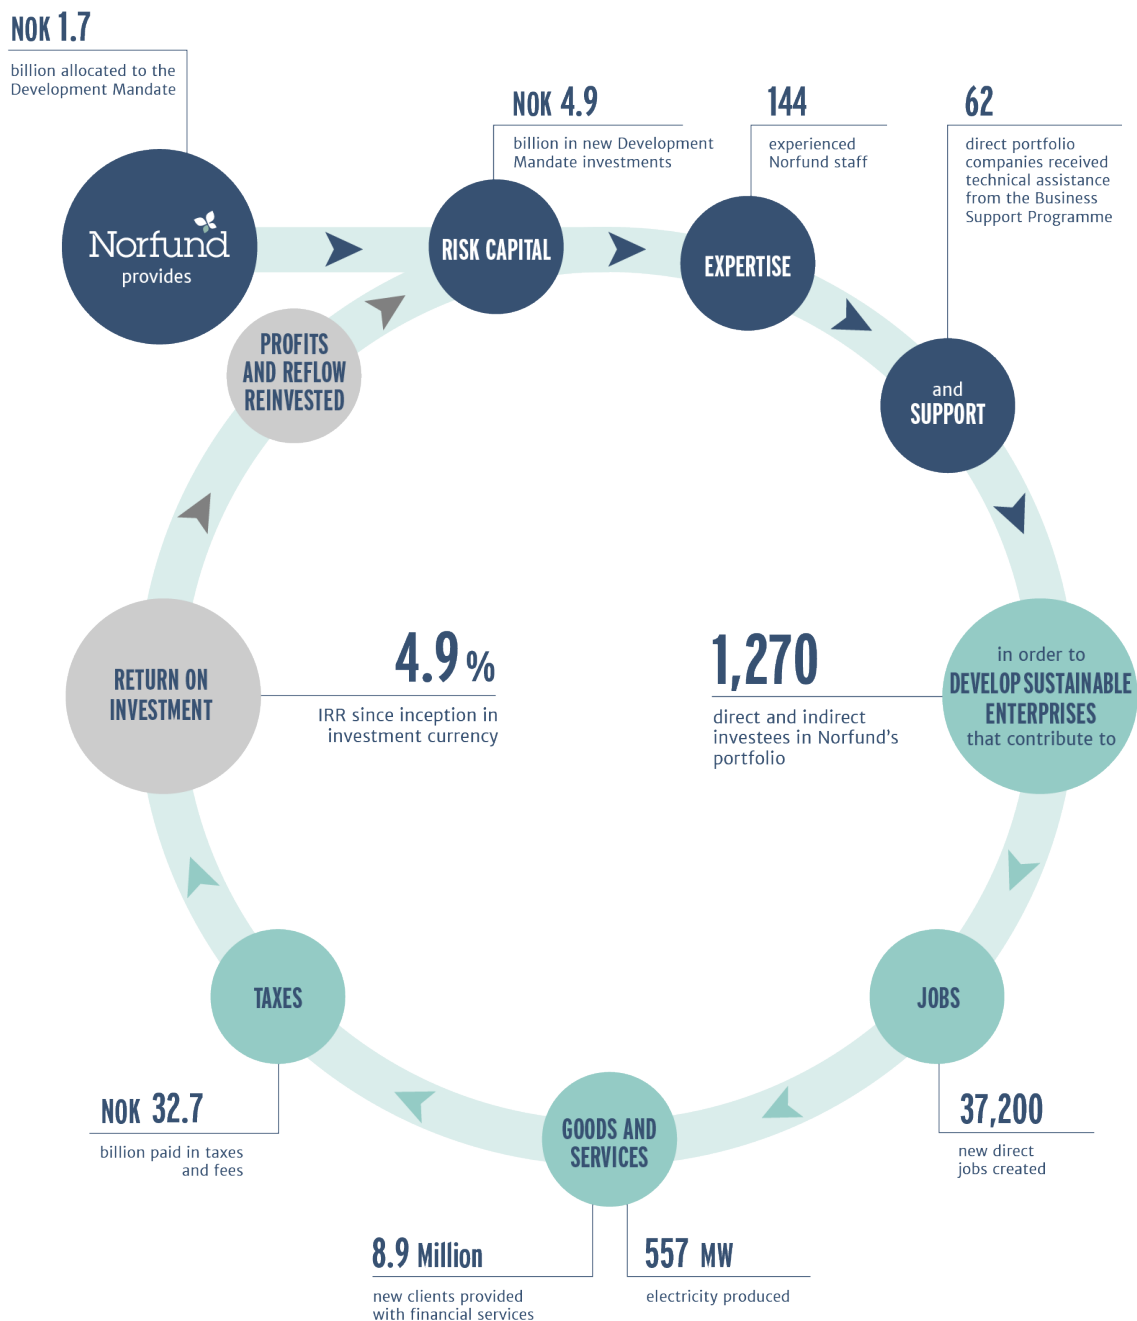 NOK 1.7
billion allocated to the
Development Mandate
Norfund
provides
NOK 4.9
billion in new Development
Mandate investments
RISK CAPITAL
144
experienced
Norfund staff
EXPERTISE
62
direct portfolio
companies received
technical assistance
from the Business
Support Programme
and
SUPPORT
in order to
DEVELOP SUSTAINABLE
ENTERPRISES
that contribute to
1,270
direct and indirect
investees in Norfund's
portfolio
JOBS
37,200
new direct
jobs created
GOODS AND
SERVICES
557 MW
electricity produced
8.9 Million
new clients provided
with financial services
TAXES
NOK 32.7
billion paid in taxes
and fees
RETURN ON
INVESTMENT
4.9 %
IRR since inception in
investment currency
PROFITS
AND REFLOW
REINVESTED